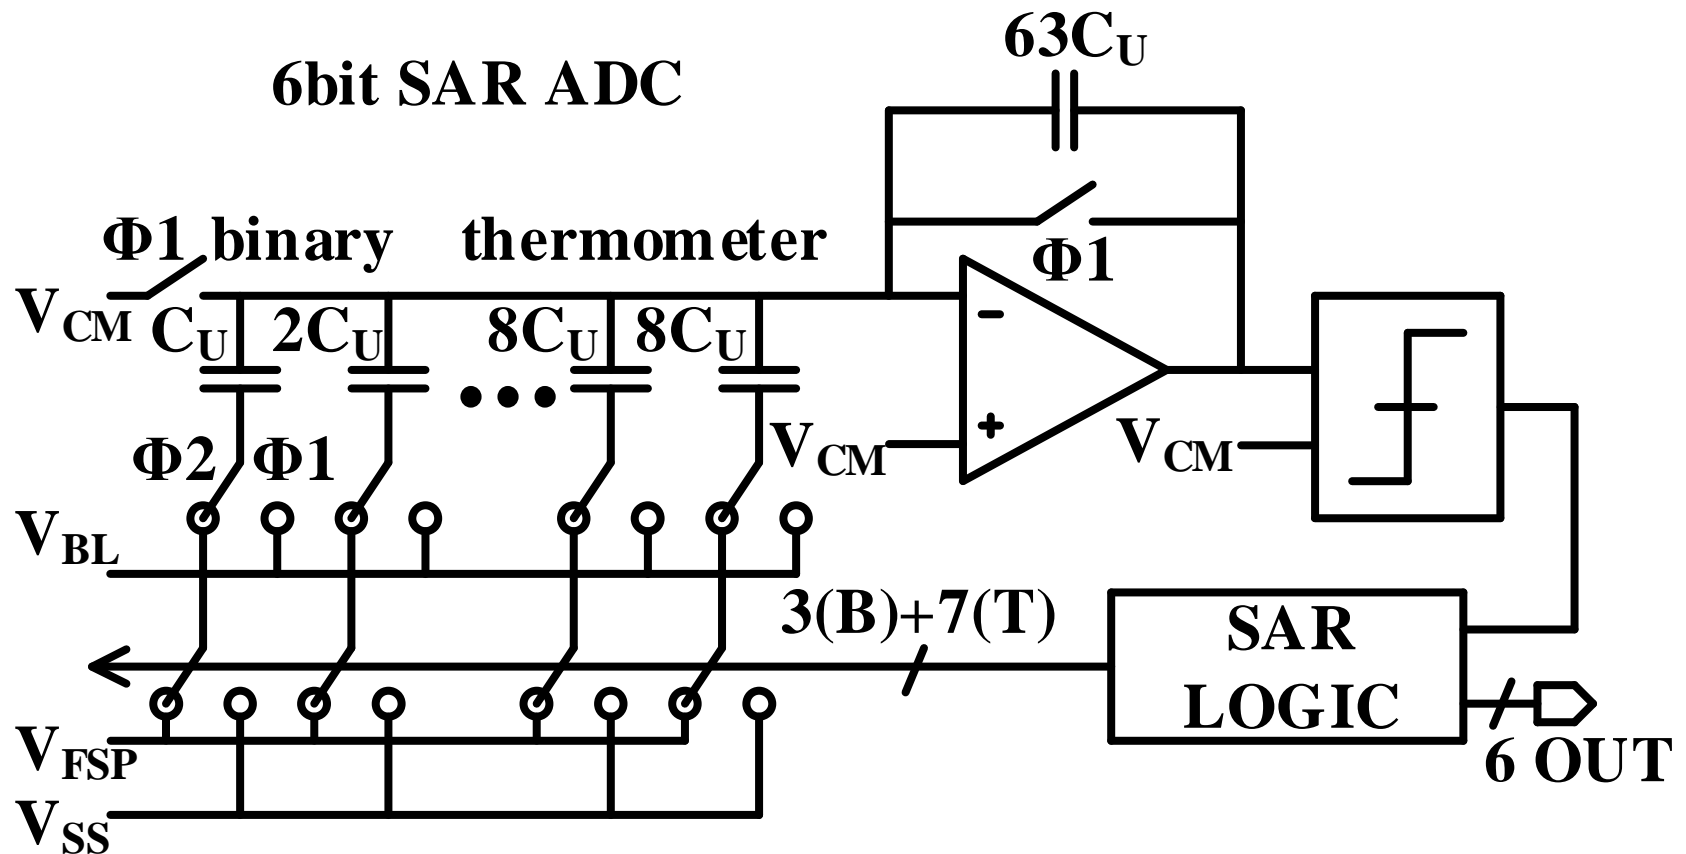 63CU
6bit SAR ADC
Φ1 binary thermometer
Φ1
VCM CU 2CU 8CU 8CU
-
+
Φ2 Φ1 VCM VCM
VBL
3(B)+7(T)
SAR
LOGIC
VFSP
6 OUT
VSS